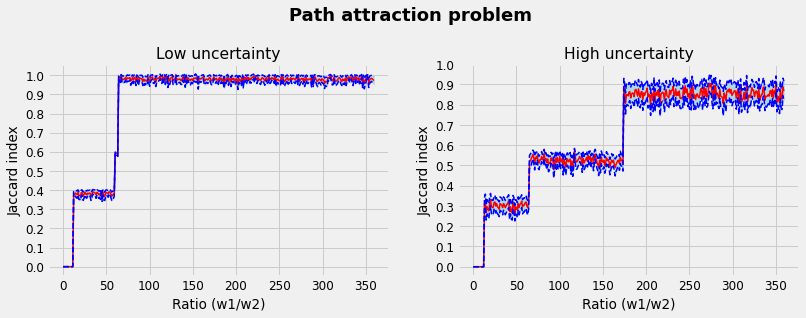 Path attraction problem
Low uncertainty
1.0
0.9
0.8
0.7
0.6
0.5
0.4
0.3
0.2
0.1
0.0
Jaccard index
0 50 100 150 200 250 300 350
Ratio (w1/w2)
High uncertainty
1.0
0.9
0.8
0.7
0.6
0.5
0.4
0.3
0.2
0.1
0.0
Jaccard index
0 50 100 150 200 250 300 350
Ratio (w1/w2)